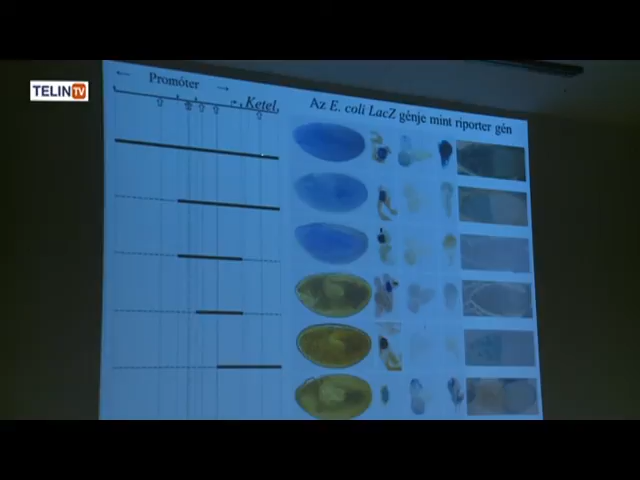 TELIN TV
← Promóter →
Ketel.
Az E. coli LacZ génje mint riporter gén